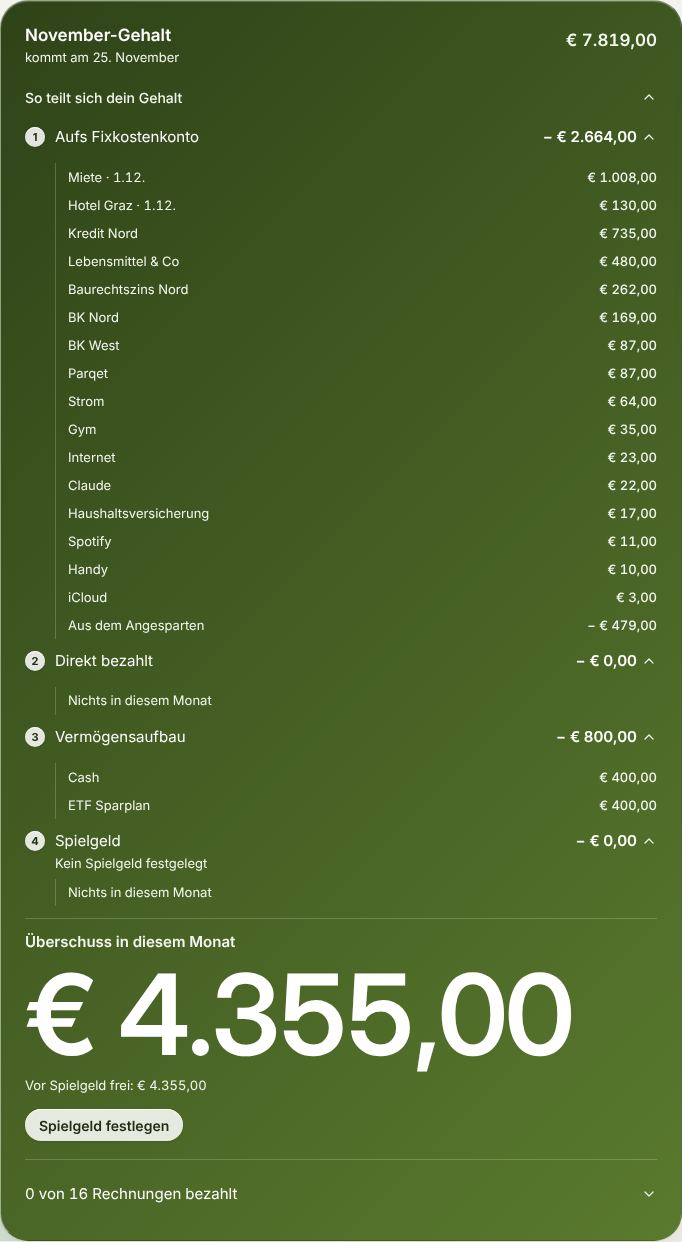 November-Gehalt
€ 7.819,00
kommt am 25. November
So teilt sich dein Gehalt
1 Aufs Fixkostenkonto – € 2.664,00
Miete · 1.12. € 1.008,00
Hotel Graz · 1.12. € 130,00
Kredit Nord € 735,00
Lebensmittel & Co € 480,00
Baurechtszins Nord € 262,00
BK Nord € 169,00
BK West € 87,00
Parqet € 87,00
Strom € 64,00
Gym € 35,00
Internet € 23,00
Claude € 22,00
Haushaltsversicherung € 17,00
Spotify € 11,00
Handy € 10,00
iCloud € 3,00
Aus dem Angesparten – € 479,00
2 Direkt bezahlt – € 0,00
Nichts in diesem Monat
3 Vermögensaufbau – € 800,00
Cash € 400,00
ETF Sparplan € 400,00
4 Spielgeld – € 0,00
Kein Spielgeld festgelegt
Nichts in diesem Monat
Überschuss in diesem Monat
€ 4.355,00
Vor Spielgeld frei: € 4.355,00
Spielgeld festlegen
0 von 16 Rechnungen bezahlt